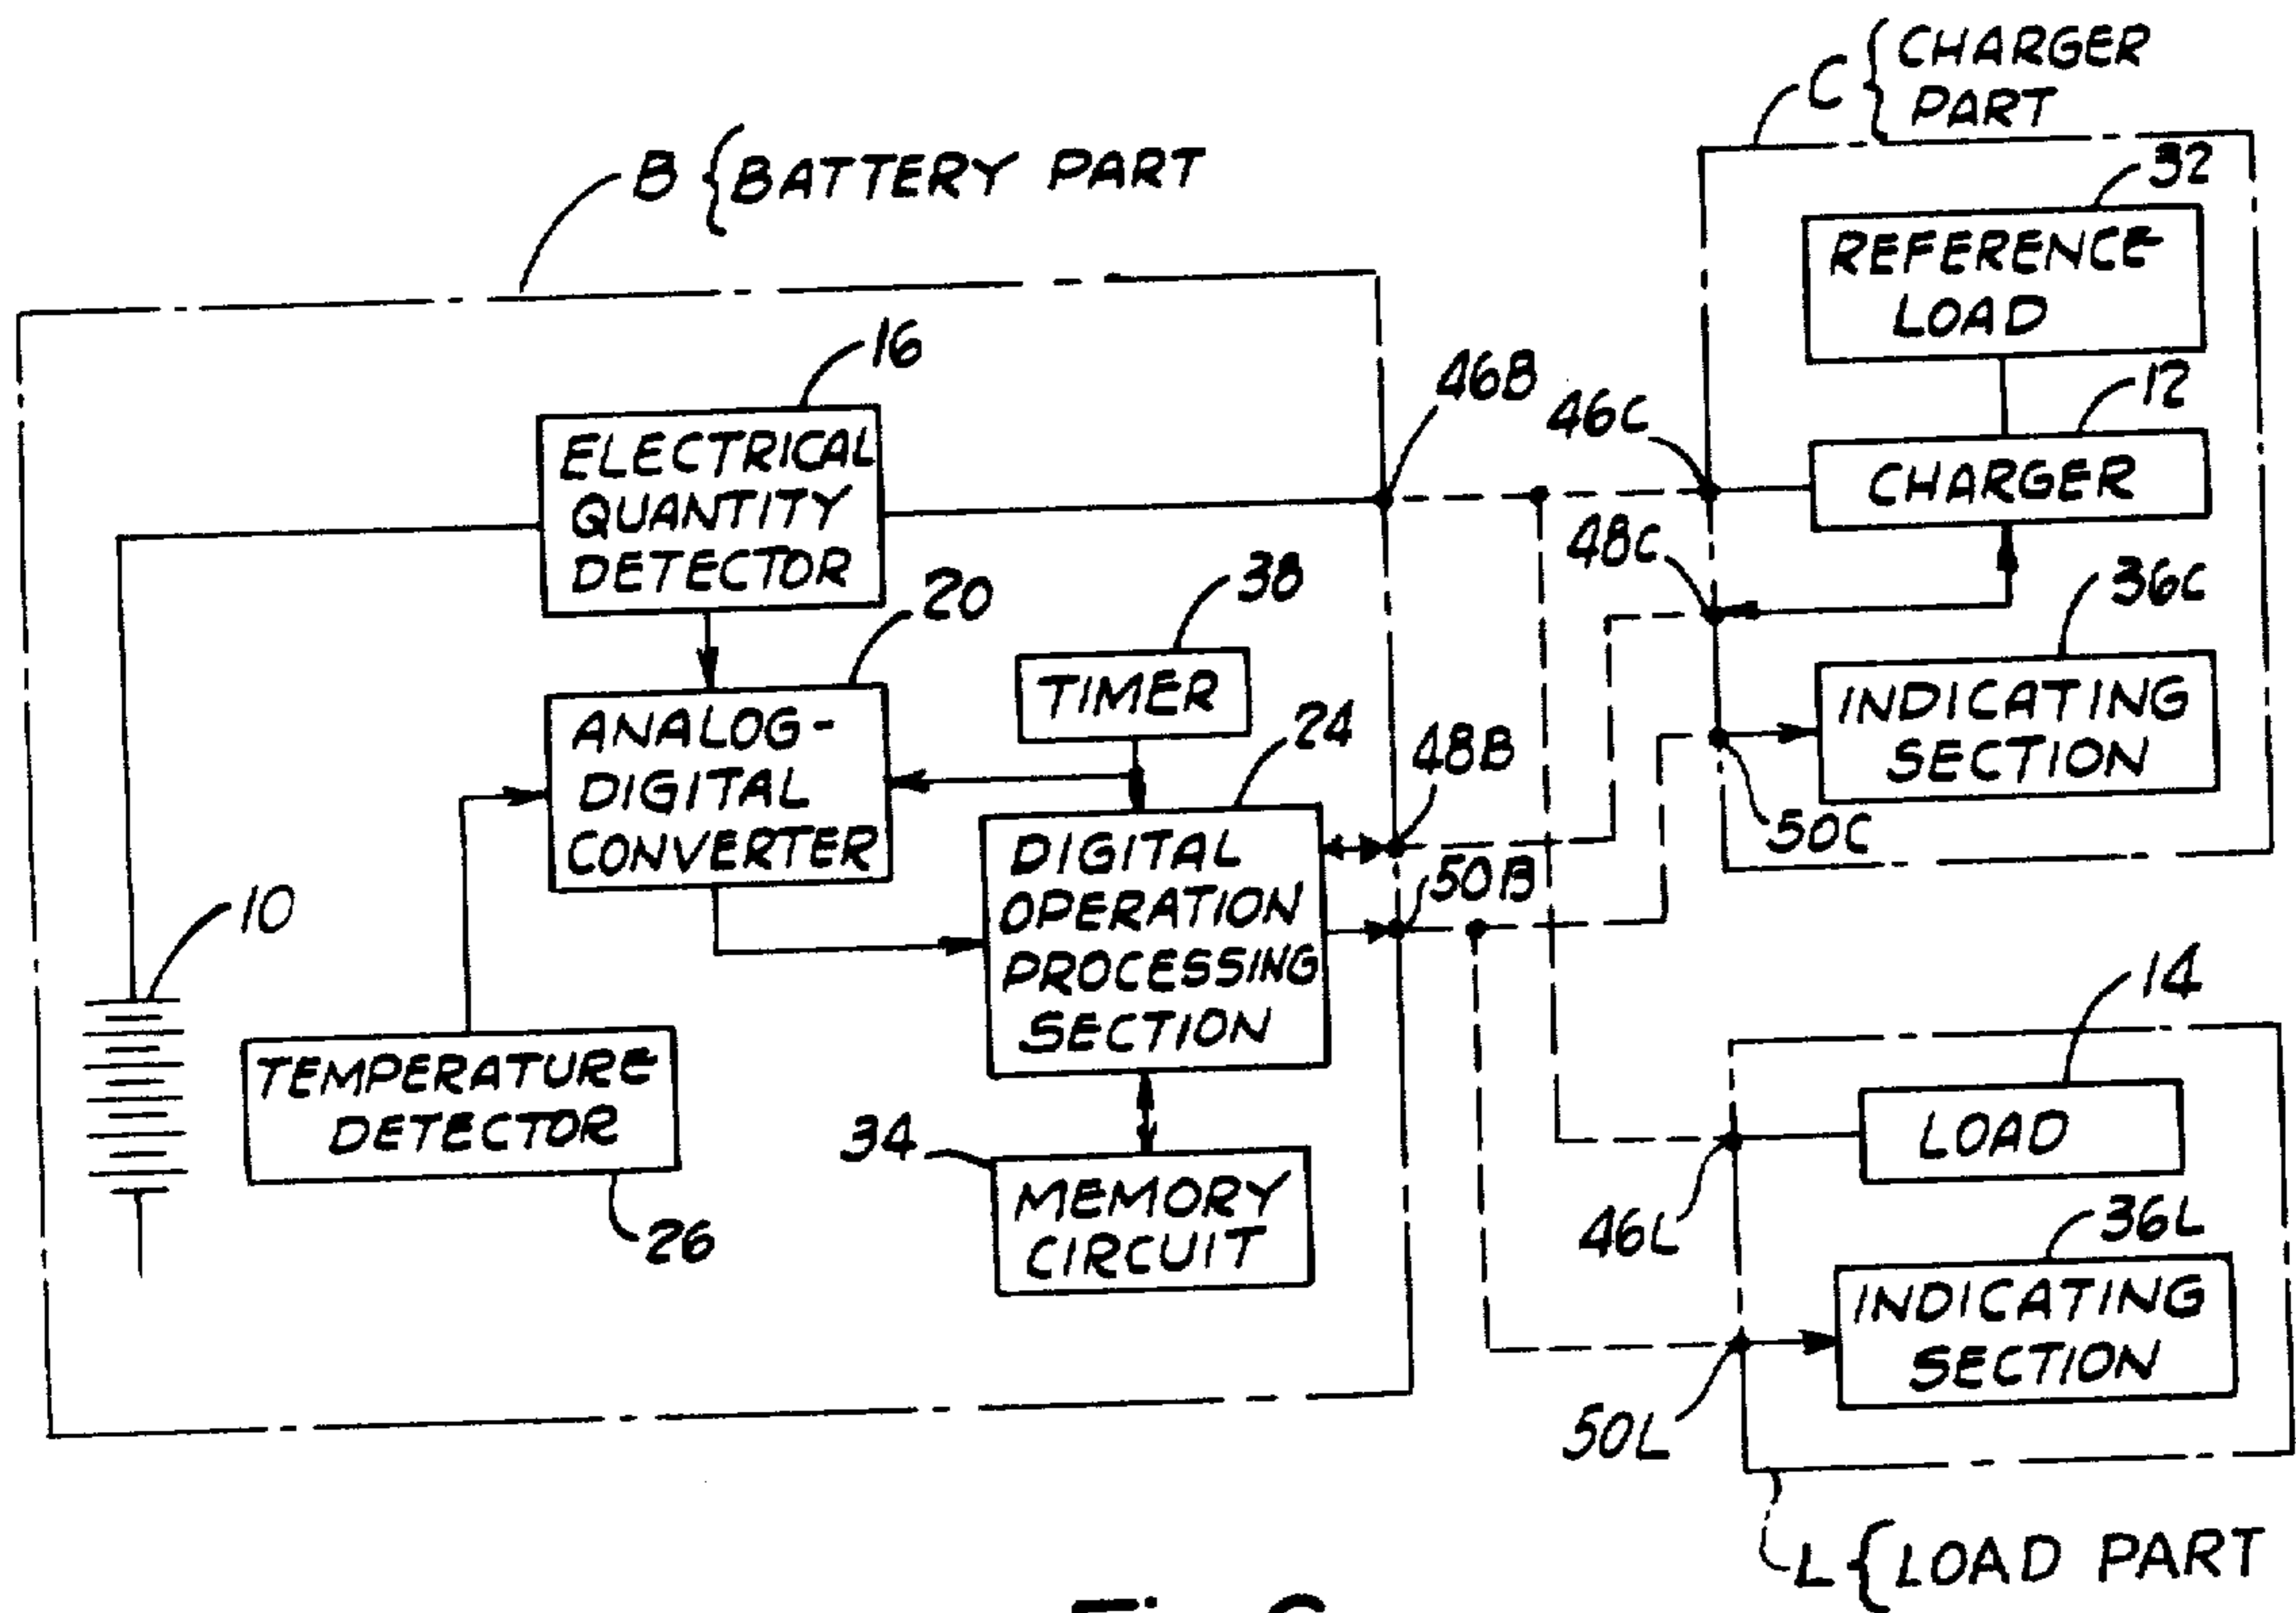 C { CHARGER
PART
B { BATTERY PART
32
REFERENCE
LOAD
16
46B
46C
12
ELECTRICAL
QUANTITY
DETECTOR
CHARGER
48C
20
38
36C
TIMER
ANALOG-
DIGITAL
CONVERTER
24
48B
INDICATING
SECTION
50C
DIGITAL
OPERATION
PROCESSING
SECTION
50B
10
14
TEMPERATURE
DETECTOR
LOAD
34
26
MEMORY
CIRCUIT
46L
36L
INDICATING
SECTION
50L
L { LOAD PART